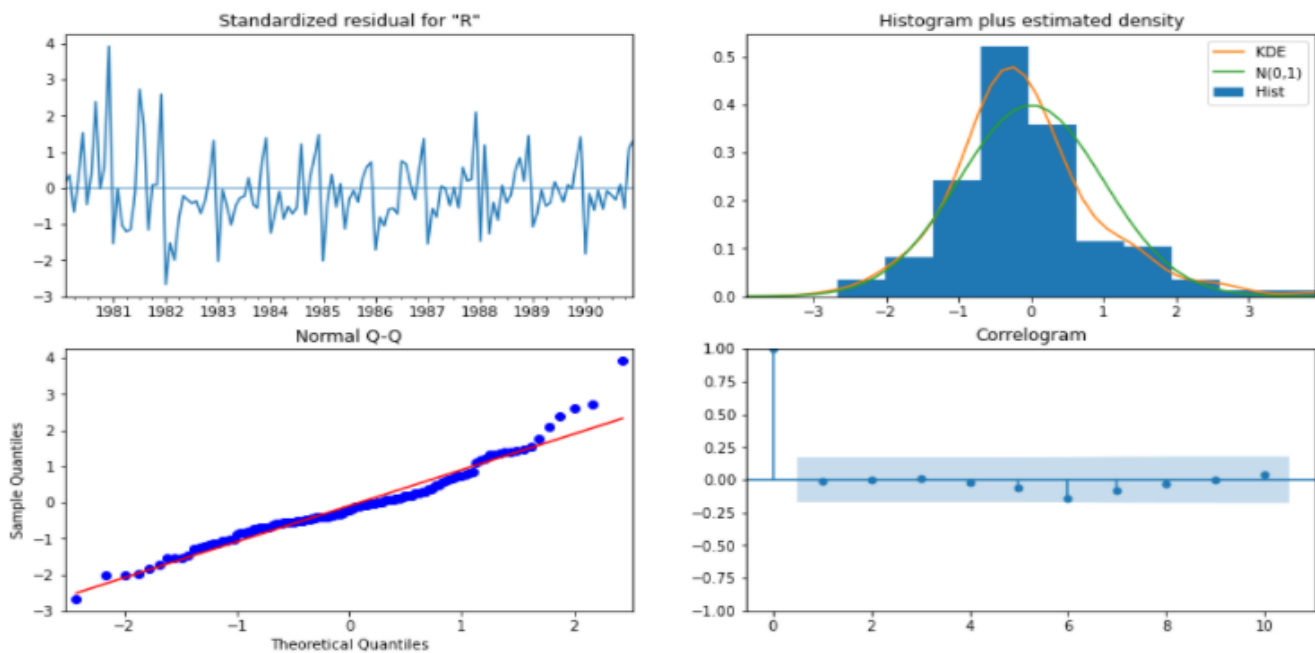 Standardized residual for "R"
4
3
2
1
0
−1
−2
−3
1981 1982 1983 1984 1985 1986 1987 1988 1989 1990
Histogram plus estimated density
KDE
N(0,1)
Hist
0.5
0.4
0.3
0.2
0.1
0.0
−3 −2 −1 0 1 2 3
Normal Q-Q
Sample Quantiles
4
3
2
1
0
−1
−2
−3
−2 −1 0 1 2
Theoretical Quantiles
Correlogram
1.00
0.75
0.50
0.25
0.00
−0.25
−0.50
−0.75
−1.00
0 2 4 6 8 10